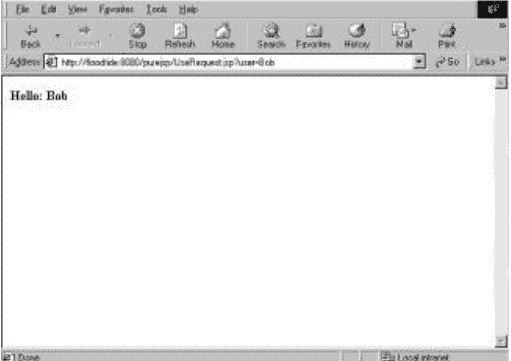 File Edit View Favorites Tools Help
Back Forward Stop Refresh Home Search Favorites History Mail Print »
Address http://floodtide:8080/purejsp/UseRequest.jsp?user=Bob Go Links »
Hello: Bob
Done Local intranet